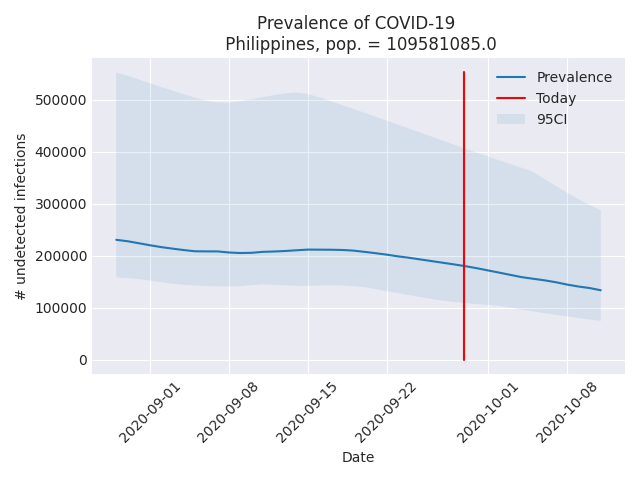 Prevalence of COVID-19
Philippines, pop. = 109581085.0
Prevalence
Today
95CI
500000
400000
300000
200000
100000
0
# undetected infections
2020-09-01
2020-09-08
2020-09-15
2020-09-22
2020-10-01
2020-10-08
Date